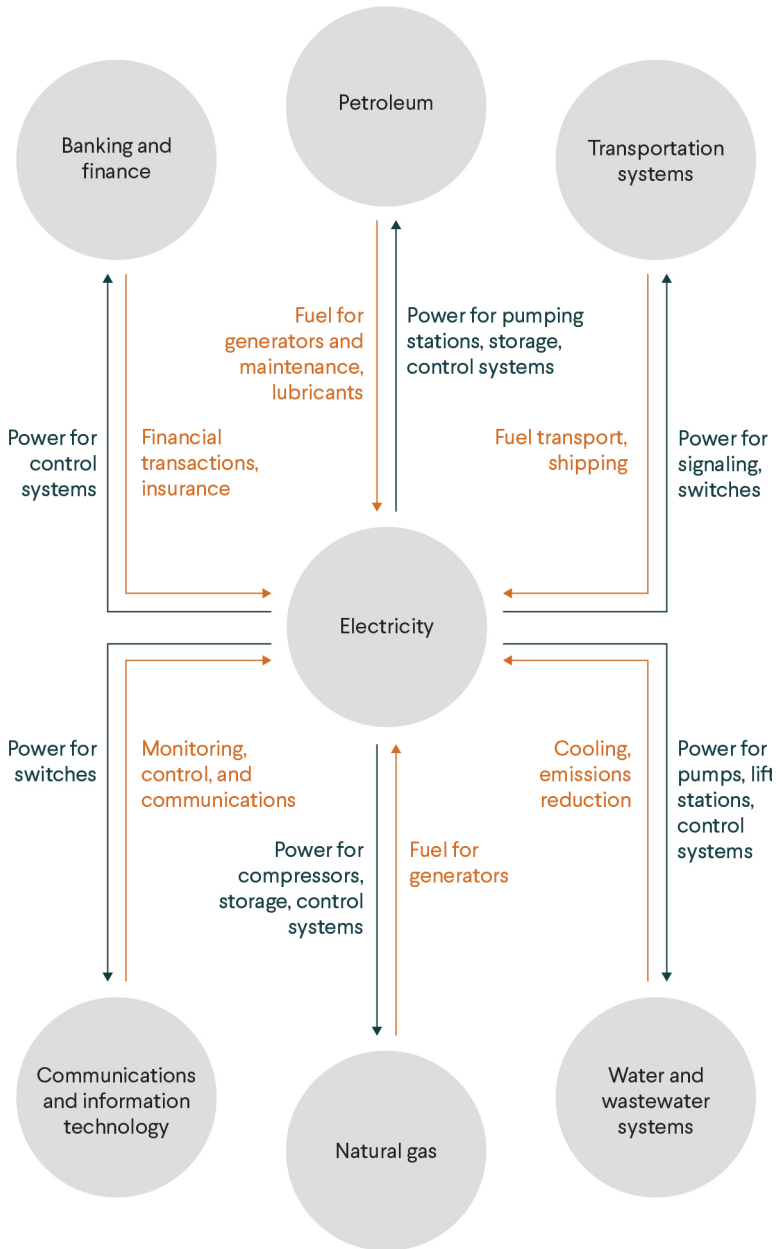 Petroleum
Banking and
finance
Transportation
systems
Fuel for
generators and
maintenance,
lubricants
Power for pumping
stations, storage,
control systems
Power for
control
systems
Financial
transactions,
insurance
Fuel transport,
shipping
Power for
signaling,
switches
Electricity
Power for
switches
Monitoring,
control, and
communications
Cooling,
emissions
reduction
Power for
pumps, lift
stations,
control
systems
Power for
compressors,
storage, control
systems
Fuel for
generators
Communications
and information
technology
Natural gas
Water and
wastewater
systems